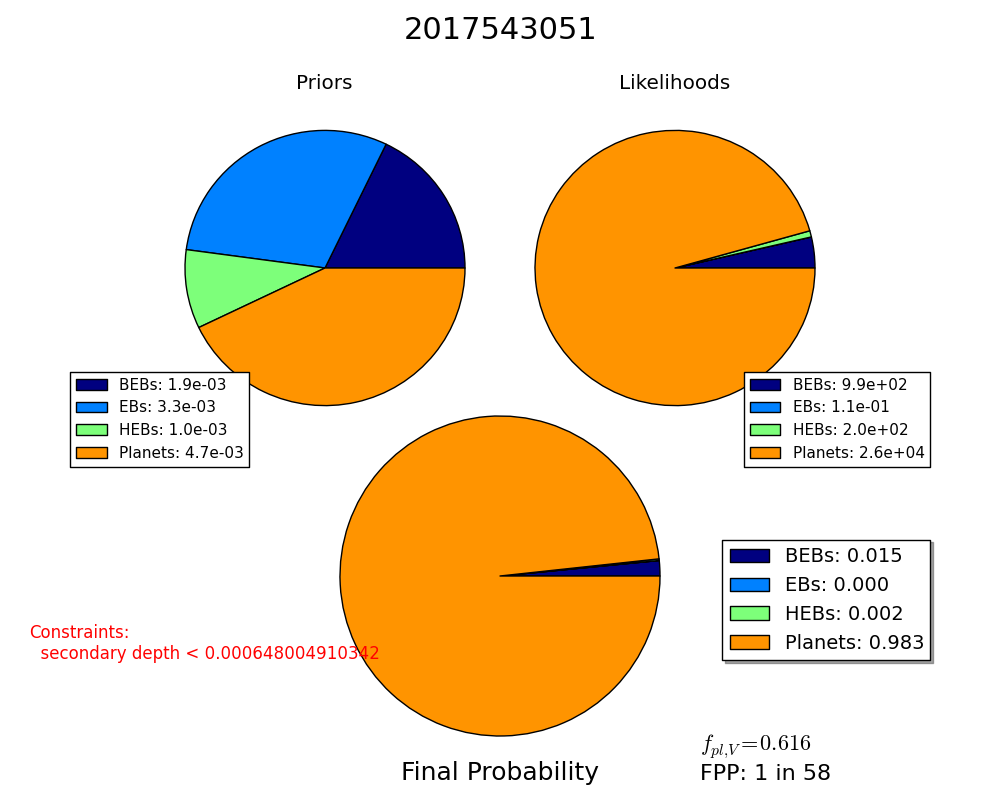 2017543051
Priors
Likelihoods
BEBs: 1.9e-03
EBs: 3.3e-03
HEBs: 1.0e-03
Planets: 4.7e-03
BEBs: 9.9e+02
EBs: 1.1e-01
HEBs: 2.0e+02
Planets: 2.6e+04
BEBs: 0.015
EBs: 0.000
HEBs: 0.002
Planets: 0.983
Constraints:
secondary depth < 0.000648004910342
f_{pl,V}=0.616
Final Probability
FPP: 1 in 58